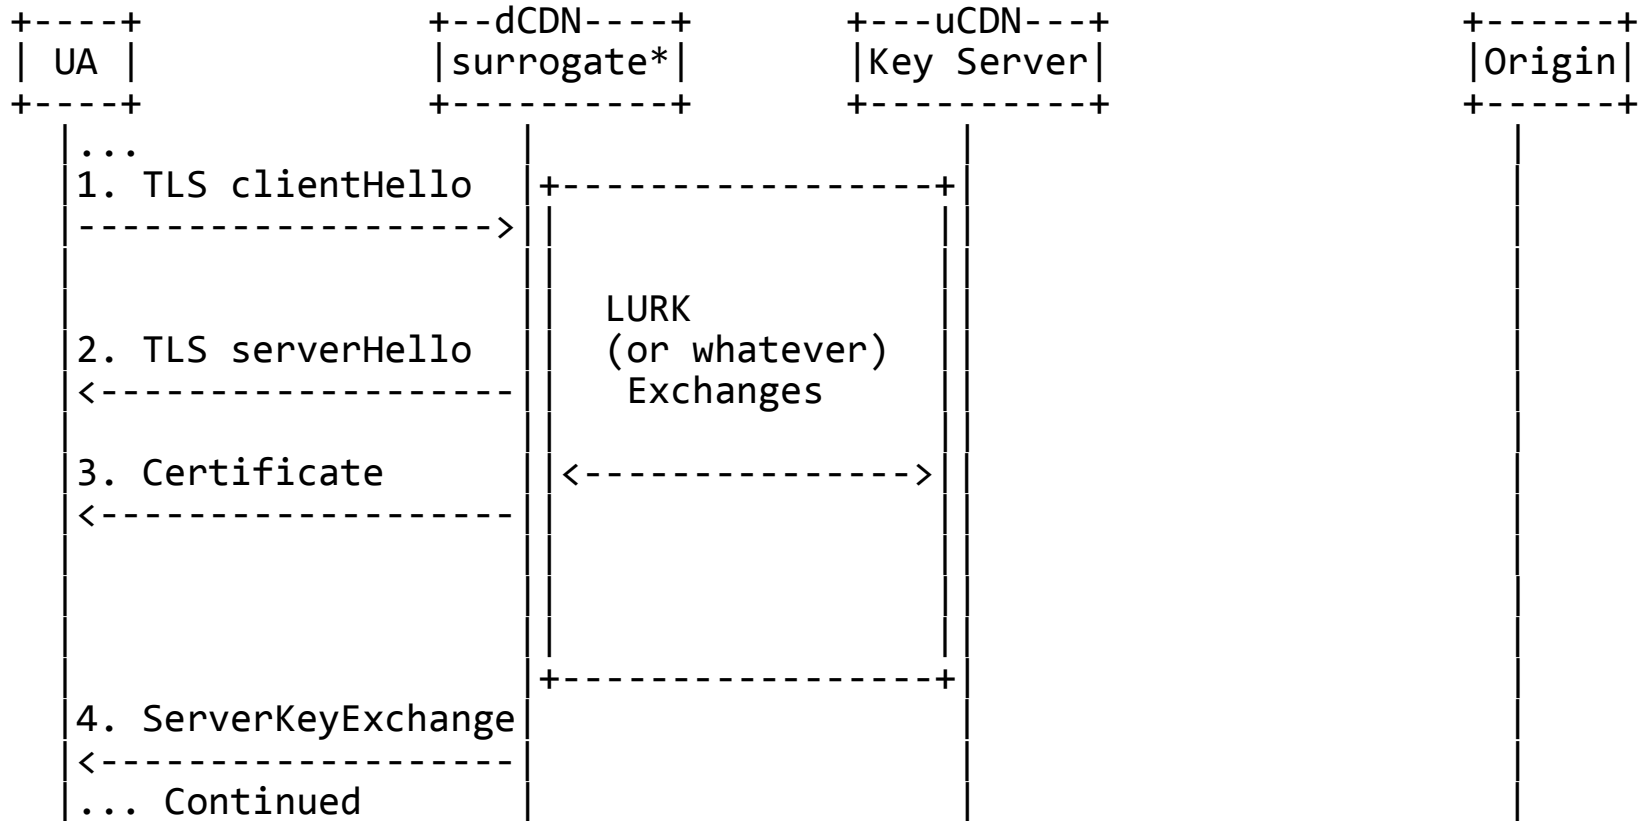 +----+ +--dCDN----+ +---uCDN---+ +------+
| UA | |surrogate*| |Key Server| |Origin|
+----+ +----------+ +----------+ +------+
|... | | |
|1. TLS clientHello |+-----------------+| |
|------------------->|| || |
| || || |
| || LURK || |
|2. TLS serverHello || (or whatever) || |
|<-------------------|| Exchanges || |
| || || |
|3. Certificate ||<--------------->|| |
|<-------------------|| || |
| || || |
| || || |
| || || |
| |+-----------------+| |
|4. ServerKeyExchange| | |
|<-------------------| | |
|... Continued | | |